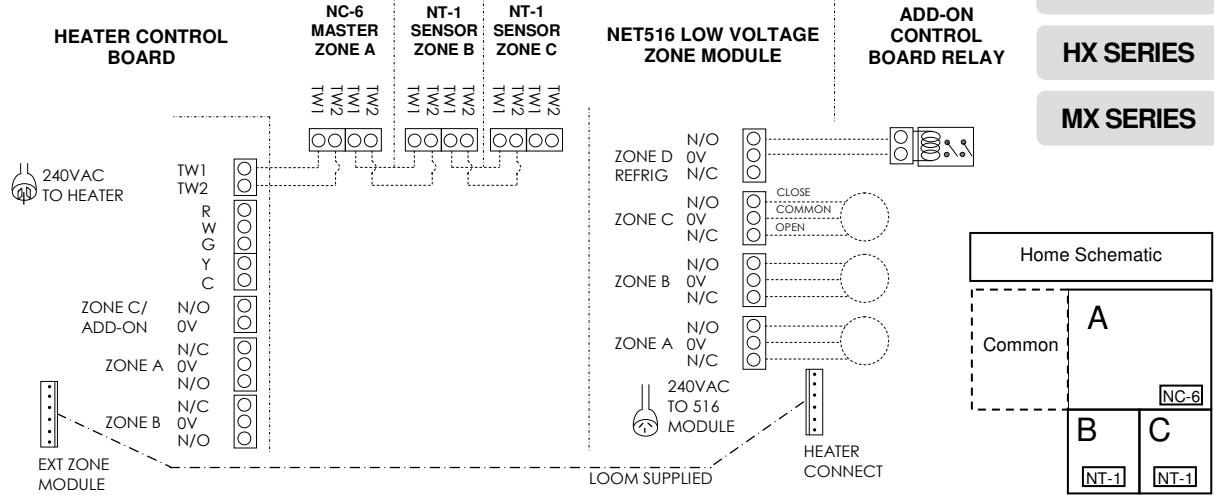 HEATER CONTROL
BOARD
NC-6
MASTER
ZONE A
NT-1
SENSOR
ZONE B
NT-1
SENSOR
ZONE C
NET516 LOW VOLTAGE
ZONE MODULE
ADD-ON
CONTROL
BOARD RELAY
HX SERIES
MX SERIES
TW1
TW2
TW1
TW2
TW1
TW2
TW1
TW2
TW1
TW2
240VAC
TO HEATER
TW1
TW2
R
W
G
Y
C
ZONE C/
ADD-ON
N/O
0V
ZONE A
N/C
0V
N/O
ZONE B
N/C
0V
N/O
EXT ZONE
MODULE
LOOM SUPPLIED
ZONE D
REFRIG
N/O
0V
N/C
ZONE C
N/O
0V
N/C
CLOSE
COMMON
OPEN
ZONE B
N/O
0V
N/C
ZONE A
N/O
0V
N/C
240VAC
TO 516
MODULE
HEATER
CONNECT
Home Schematic
Common
A
NC-6
B
NT-1
C
NT-1